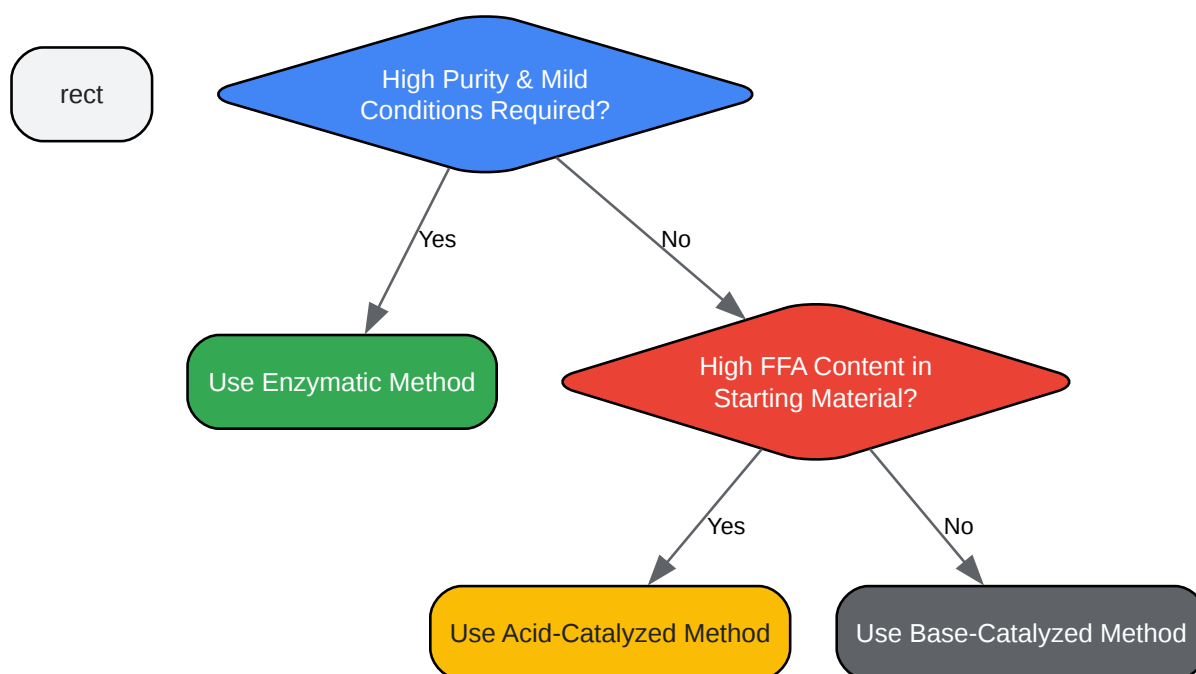 rect
High Purity & Mild
Conditions Required?
Yes
No
Use Enzymatic Method
High FFA Content in
Starting Material?
Yes
No
Use Acid-Catalyzed Method
Use Base-Catalyzed Method